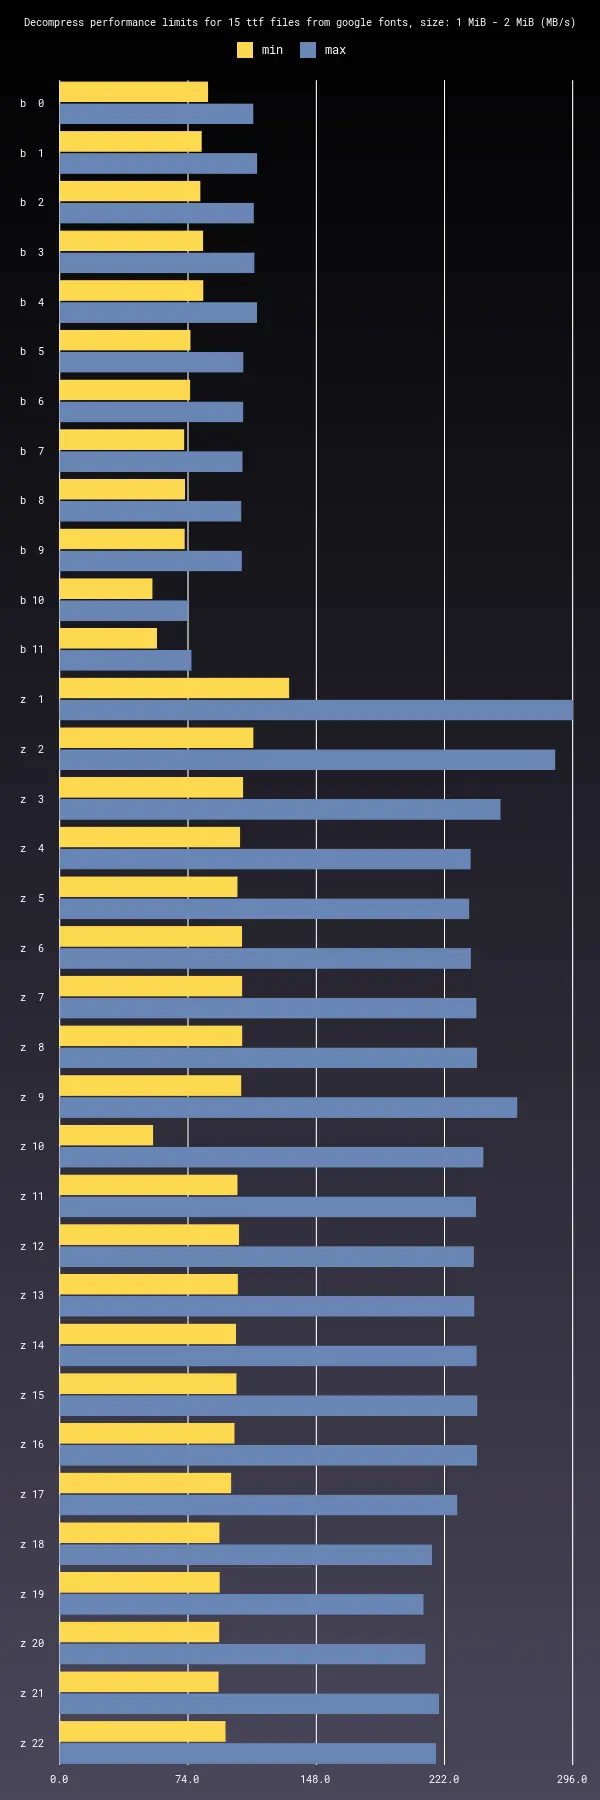 Decompress performance limits for 15 ttf files from google fonts, size: 1 MiB - 2 MiB (MB/s)
min max
b 0
b 1
b 2
b 3
b 4
b 5
b 6
b 7
b 8
b 9
b 10
b 11
z 1
z 2
z 3
z 4
z 5
z 6
z 7
z 8
z 9
z 10
z 11
z 12
z 13
z 14
z 15
z 16
z 17
z 18
z 19
z 20
z 21
z 22
0.0 74.0 148.0 222.0 296.0